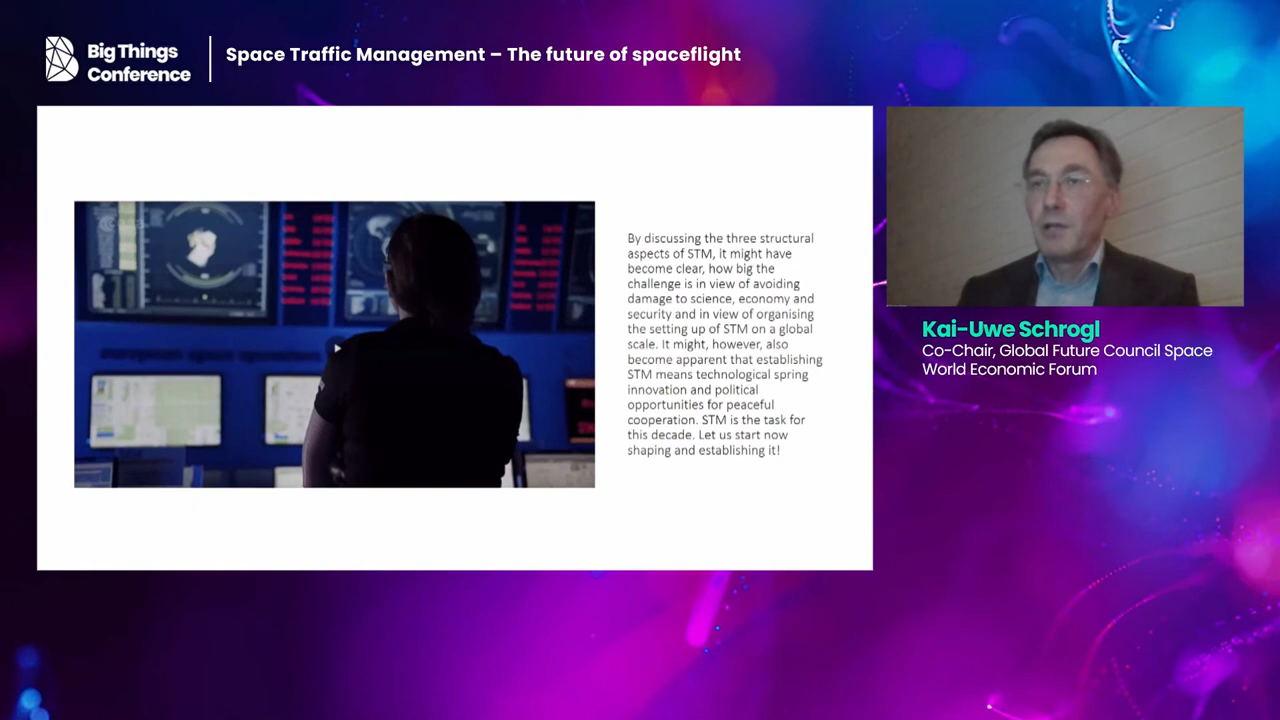 Big Things
Conference
Space Traffic Management – The future of spaceflight
By discussing the three structural
aspects of STM, it might have
become clear, how big the
challenge is in view of avoiding
damage to science, economy and
security and in view of organising
the setting up of STM on a global
scale. It might, however, also
become apparent that establishing
STM means technological spring
innovation and political
opportunities for peaceful
cooperation. STM is the task for
this decade. Let us start now
shaping and establishing it!
Kai-Uwe Schrogl
Co-Chair, Global Future Council Space
World Economic Forum